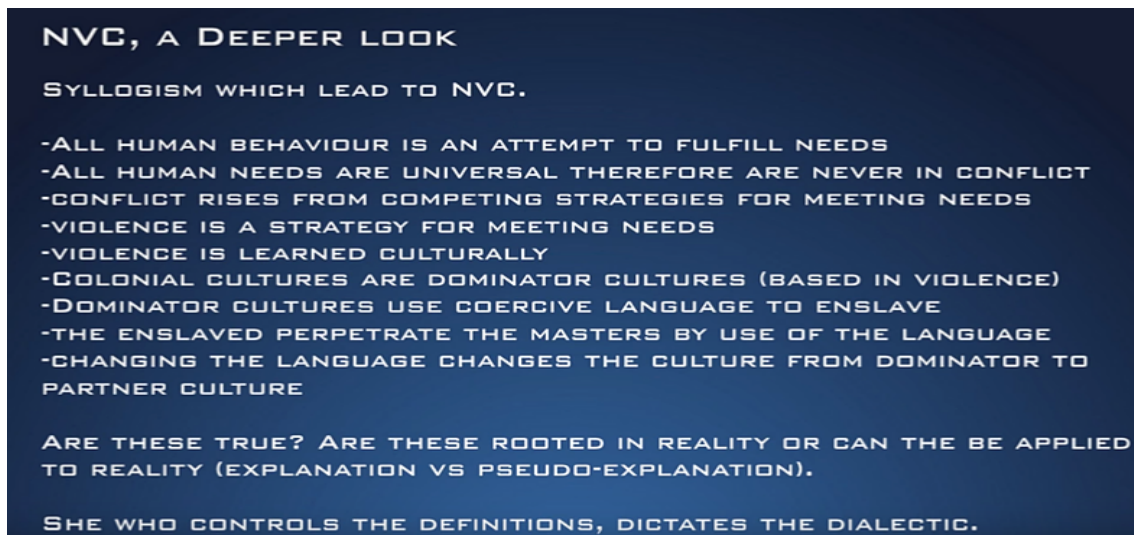 NVC, A DEEPER LOOK
SYLLOGISM WHICH LEAD TO NVC.
-ALL HUMAN BEHAVIOUR IS AN ATTEMPT TO FULFILL NEEDS
-ALL HUMAN NEEDS ARE UNIVERSAL THEREFORE ARE NEVER IN CONFLICT
-CONFLICT RISES FROM COMPETING STRATEGIES FOR MEETING NEEDS
-VIOLENCE IS A STRATEGY FOR MEETING NEEDS
-VIOLENCE IS LEARNED CULTURALLY
-COLONIAL CULTURES ARE DOMINATOR CULTURES (BASED IN VIOLENCE)
-DOMINATOR CULTURES USE COERCIVE LANGUAGE TO ENSLAVE
-THE ENSLAVED PERPETRATE THE MASTERS BY USE OF THE LANGUAGE
-CHANGING THE LANGUAGE CHANGES THE CULTURE FROM DOMINATOR TO
PARTNER CULTURE
ARE THESE TRUE? ARE THESE ROOTED IN REALITY OR CAN THE BE APPLIED
TO REALITY (EXPLANATION VS PSEUDO-EXPLANATION).
SHE WHO CONTROLS THE DEFINITIONS, DICTATES THE DIALECTIC.